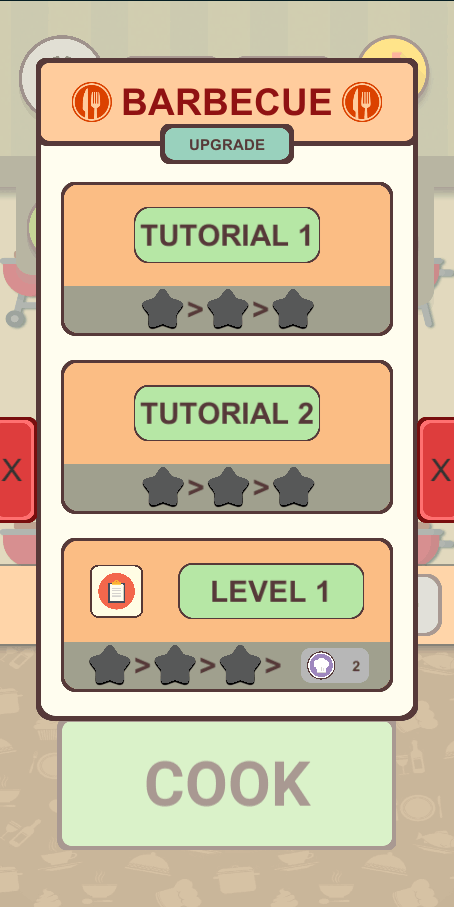 BARBECUE
UPGRADE
TUTORIAL 1
> >
TUTORIAL 2
> >
X X
LEVEL 1
> > > 2
COOK